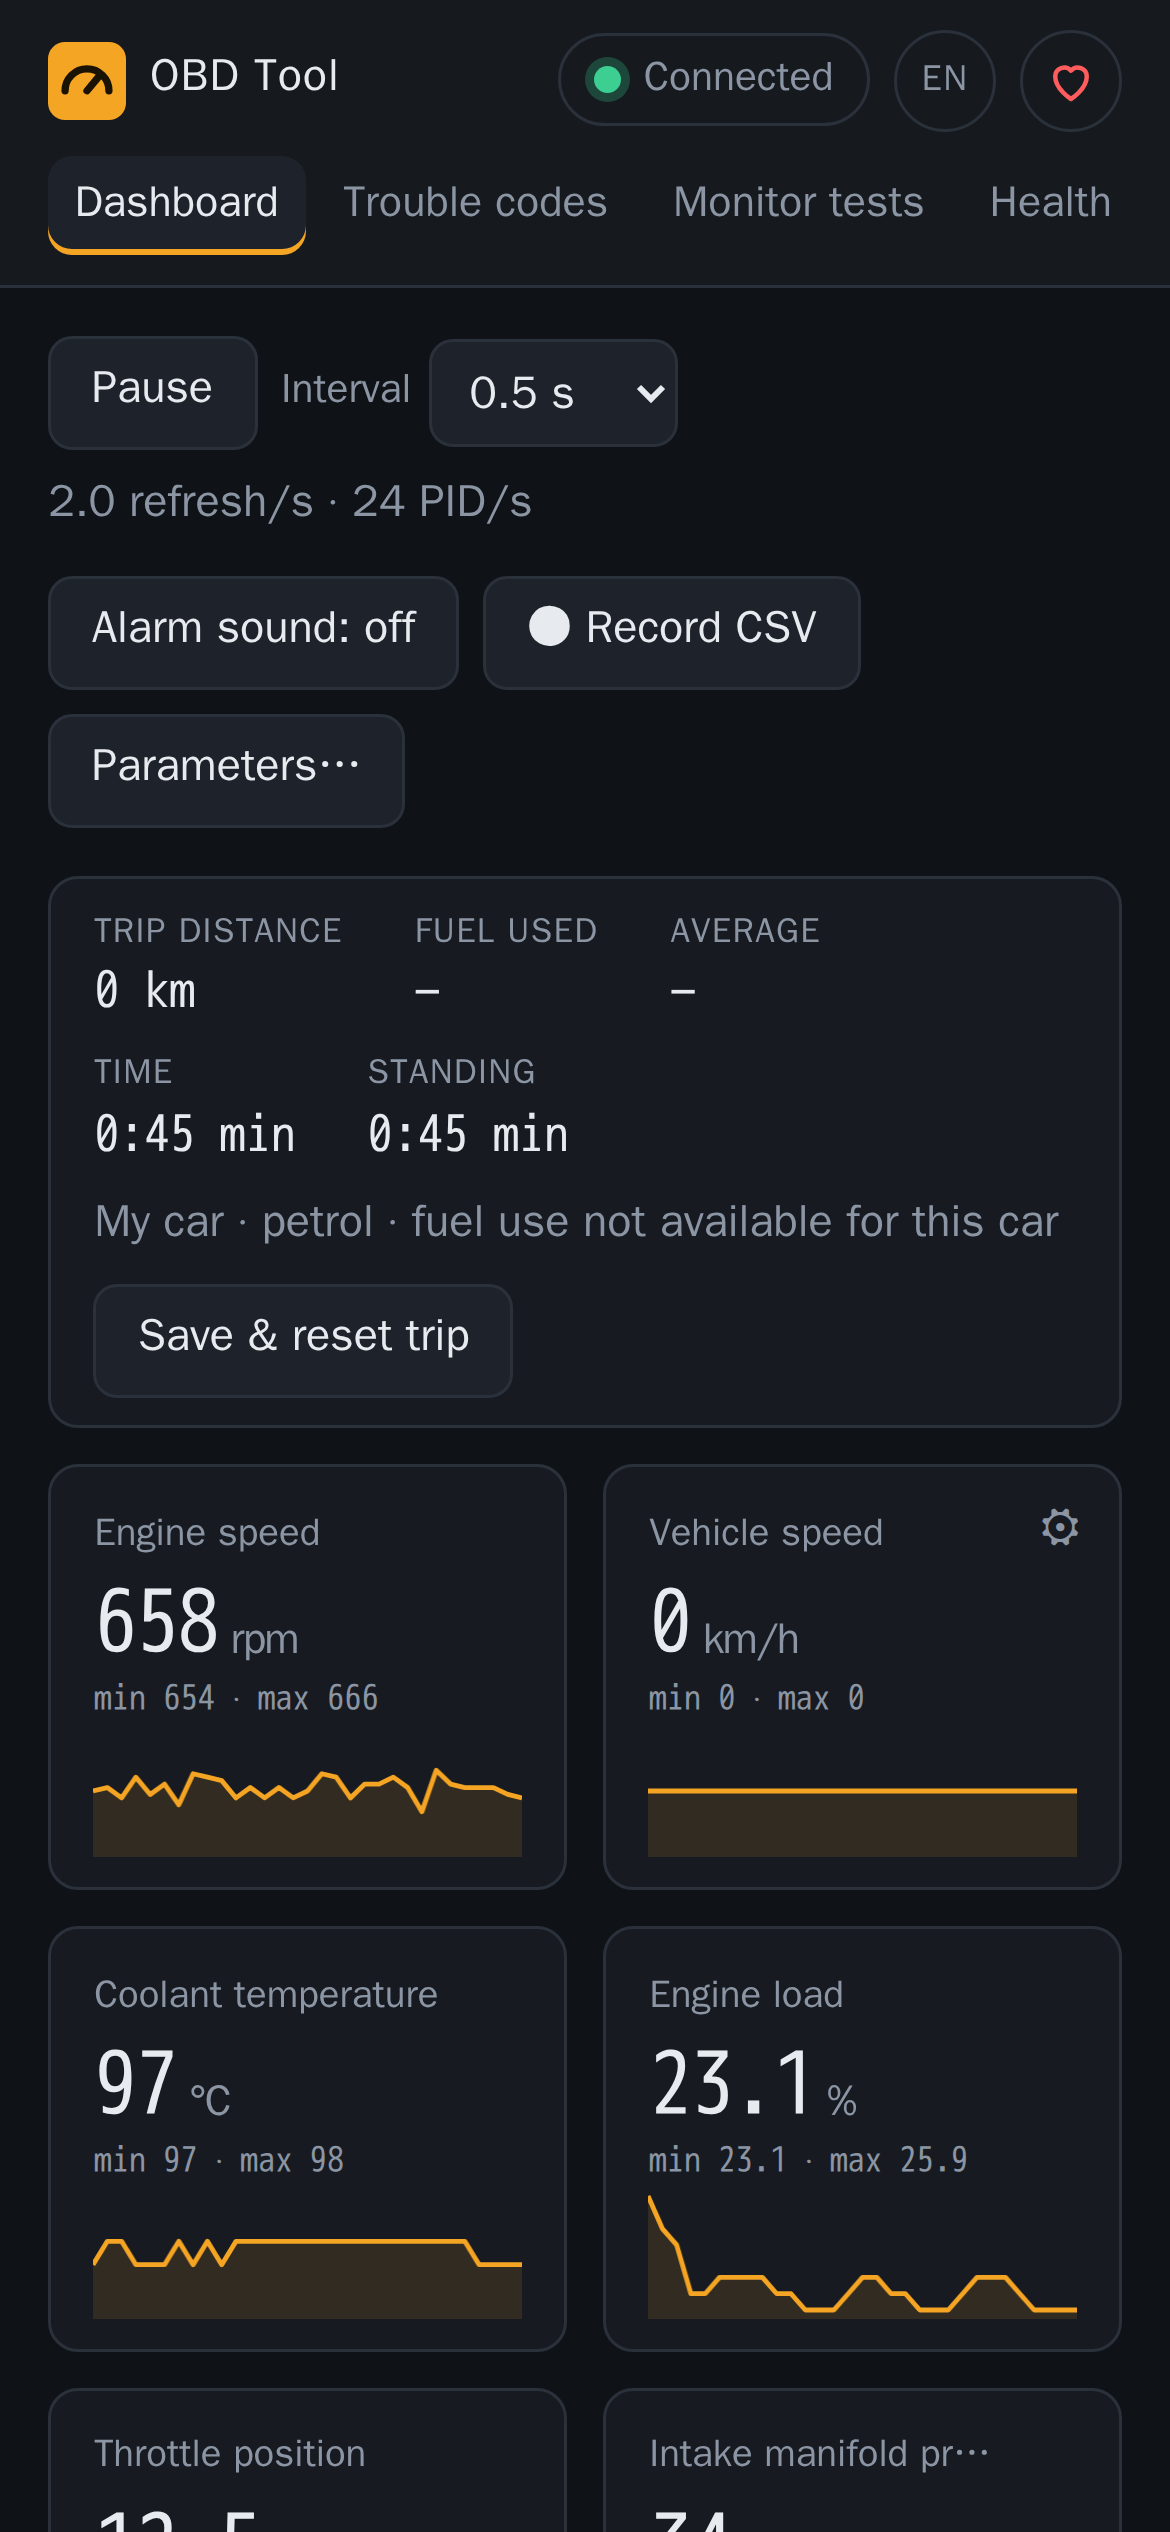 OBD Tool
Connected
EN
Dashboard
Trouble codes
Monitor tests
Health
Pause
Interval
0.5 s
2.0 refresh/s · 24 PID/s
Alarm sound: off
Record CSV
Parameters…
TRIP DISTANCE
FUEL USED
AVERAGE
0 km
–
–
TIME
STANDING
0:45 min
0:45 min
My car · petrol · fuel use not available for this car
Save & reset trip
Engine speed
658 rpm
min 654 · max 666
Vehicle speed
0 km/h
min 0 · max 0
Coolant temperature
97 °C
min 97 · max 98
Engine load
23.1 %
min 23.1 · max 25.9
Throttle position
12.5
Intake manifold pr…
34